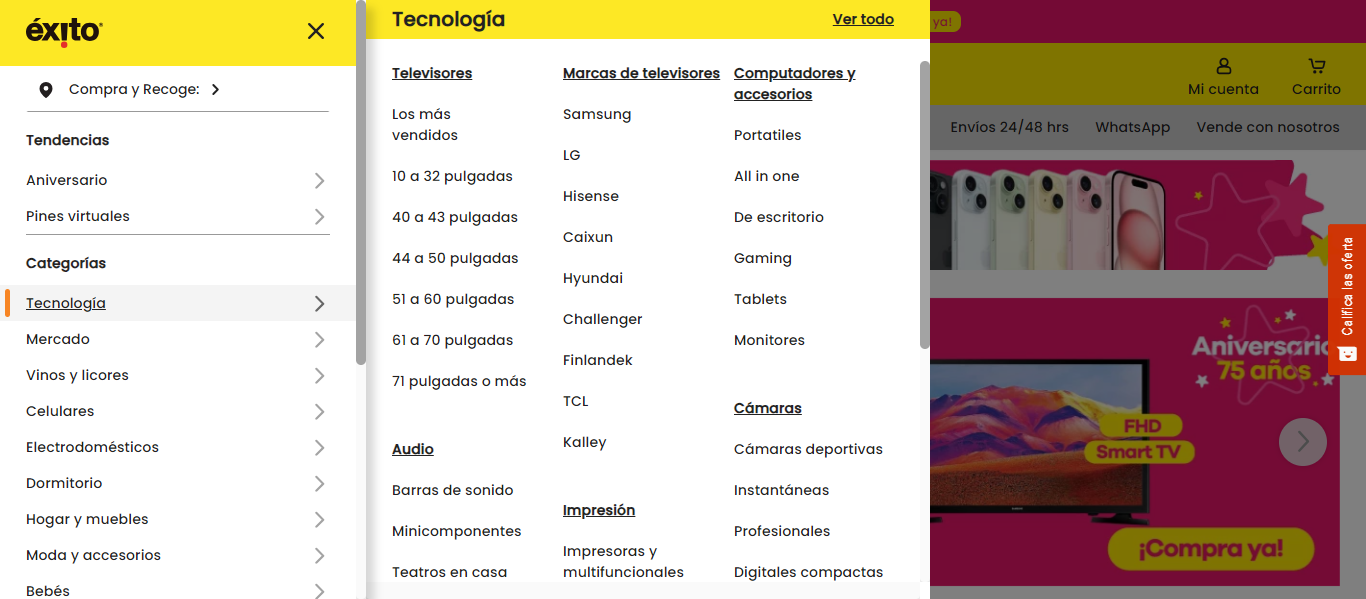 éxito
Compra y Recoge:
Tendencias
Aniversario
Pines virtuales
Categorías
Tecnología
Mercado
Vinos y licores
Celulares
Electrodomésticos
Dormitorio
Hogar y muebles
Moda y accesorios
Bebés
Tecnología
Ver todo
Televisores
Los más
vendidos
10 a 32 pulgadas
40 a 43 pulgadas
44 a 50 pulgadas
51 a 60 pulgadas
61 a 70 pulgadas
71 pulgadas o más
Audio
Barras de sonido
Minicomponentes
Teatros en casa
Marcas de televisores
Samsung
LG
Hisense
Caixun
Hyundai
Challenger
Finlandek
TCL
Kalley
Impresión
Impresoras y
multifuncionales
Computadores y
accesorios
Portatiles
All in one
De escritorio
Gaming
Tablets
Monitores
Cámaras
Cámaras deportivas
Instantáneas
Profesionales
Digitales compactas
ya!
Mi cuenta
Carrito
Envíos 24/48 hrs
WhatsApp
Vende con nosotros
Califica las oferta
Aniversario
75 años
FHD
Smart TV
¡Compra ya!